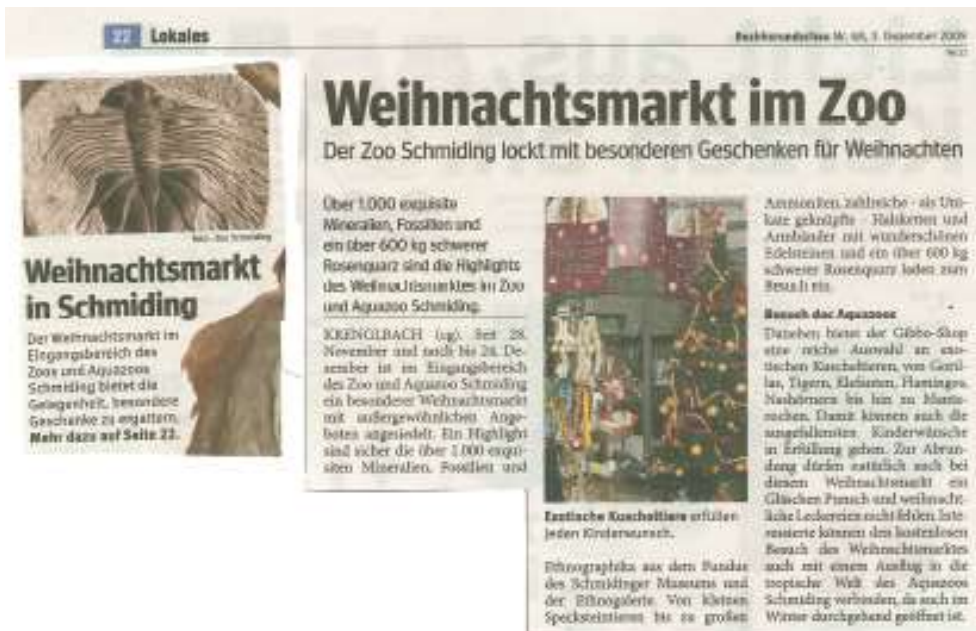 22 Lokales
Bezirksrundschau Nr. 49, 3. Dezember 2009
Weihnachtsmarkt
in Schmiding
Der Weihnachtsmarkt im
Eingangsbereich des
Zoos und Aquazoos
Schmiding bietet die
Gelegenheit, besondere
Geschenke zu ergattern.
Mehr dazu auf Seite 22.
Weihnachtsmarkt im Zoo
Der Zoo Schmiding lockt mit besonderen Geschenken für Weihnachten
Über 1.000 exquisite
Mineralien, Fossilien und
ein über 600 kg schwerer
Rosenquarz sind die Highlights
des Weihnachtsmarktes im Zoo
und Aquazoo Schmiding.
KRENGLBACH (ug). Seit 28.
November und noch bis 24. De-
zember ist im Eingangsbereich
des Zoo und Aquazoo Schmiding
ein besonderer Weihnachtsmarkt
mit außergewöhnlichen Ange-
boten angesiedelt. Ein Highlight
sind sicher die über 1.000 exqui-
siten Mineralien, Fossilien und
Exotische Kuscheltiere erfüllen
jeden Kinderwunsch.
Ethnographika aus dem Fundus
des Schmidinger Museums und
der Ethnogalerie. Von kleinen
Specksteintieren bis zu großen
Ammoniten, zahlreiche - als Uni-
kate geknüpfte - Halsketten und
Armbänder mit wunderschönen
Edelsteinen und ein über 600 kg
schwerer Rosenquarz laden zum
Besuch ein.
Besuch des Aquazoos
Daneben bietet der Gibbo-Shop
eine reiche Auswahl an exo-
tischen Kuscheltieren, von Goril-
las, Tigern, Elefanten, Flamingos,
Nashörnern bis hin zu Manta-
rochen. Damit können auch die
ausgefallensten Kinderwünsche
in Erfüllung gehen. Zur Abrun-
dung dürfen natürlich auch bei
diesem Weihnachtsmarkt ein
Gläschen Punsch und weihnacht-
liche Leckereien nicht fehlen. Inte-
ressierte können den kostenlosen
Besuch des Weihnachtsmarktes
auch mit einem Ausflug in die
tropische Welt des Aquazoos
Schmiding verbinden, da auch im
Winter durchgehend geöffnet ist.